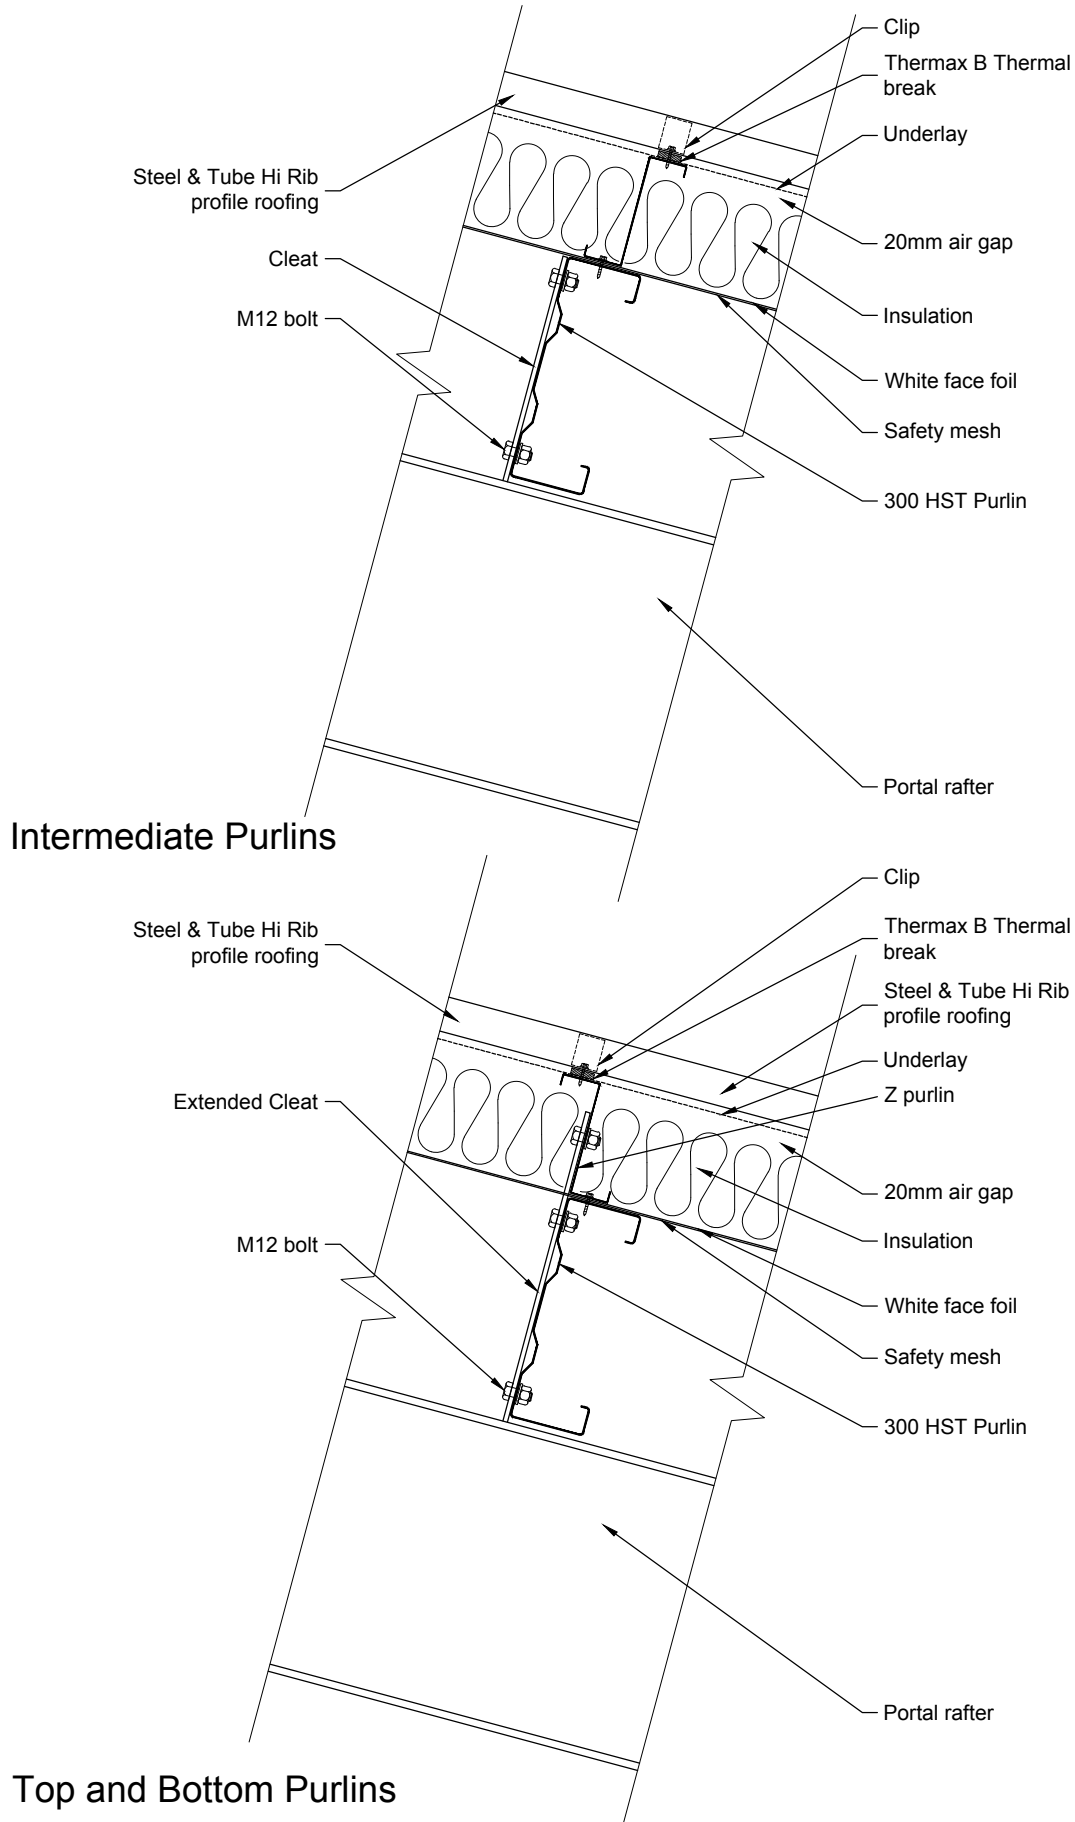 Clip
Thermax B Thermal
break
Underlay
Steel & Tube Hi Rib
profile roofing
20mm air gap
Cleat
Insulation
M12 bolt
White face foil
Safety mesh
300 HST Purlin
Portal rafter
Intermediate Purlins
Clip
Thermax B Thermal
break
Steel & Tube Hi Rib
profile roofing
Steel & Tube Hi Rib
profile roofing
Underlay
Z purlin
Extended Cleat
20mm air gap
Insulation
M12 bolt
White face foil
Safety mesh
300 HST Purlin
Portal rafter
Top and Bottom Purlins